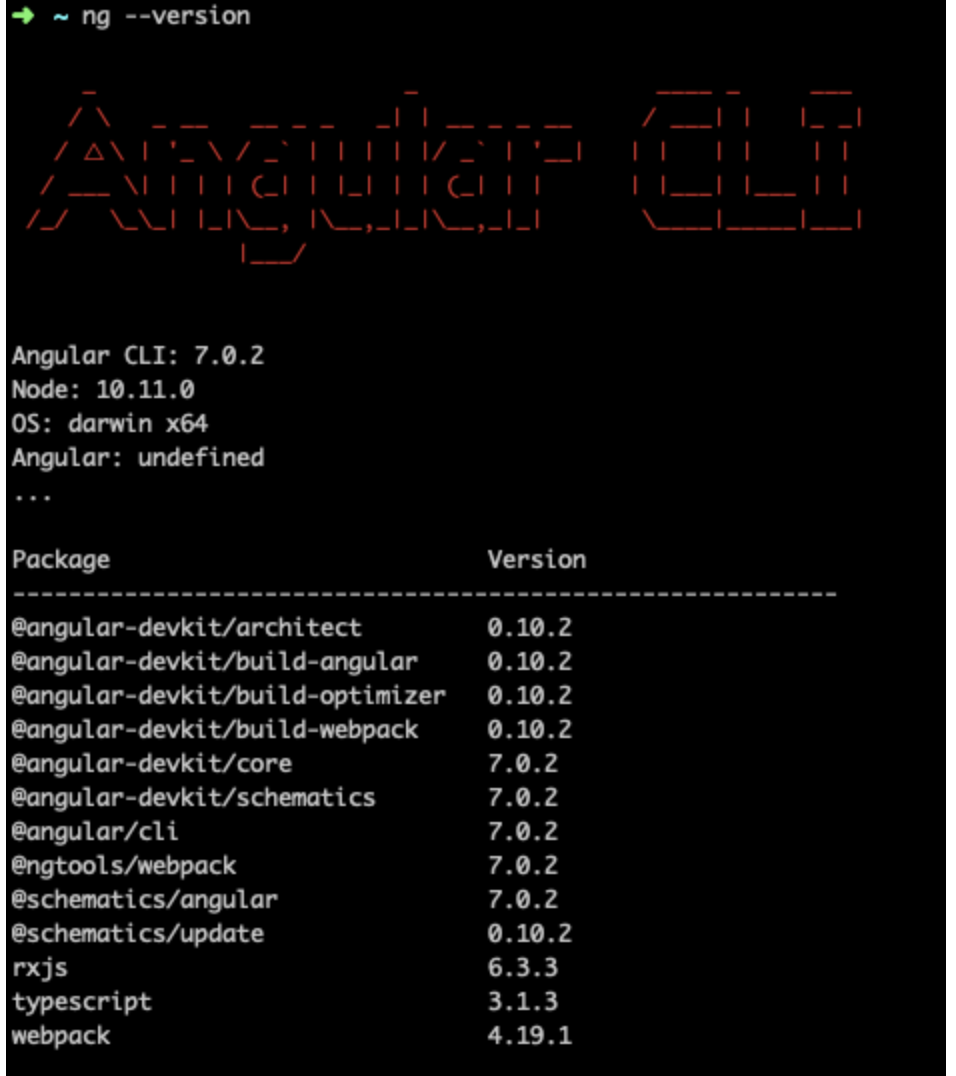 ➜ ~ ng --version
Angular CLI
Angular CLI: 7.0.2
Node: 10.11.0
OS: darwin x64
Angular: undefined
...
Package Version
-----------------------------------------------------------
@angular-devkit/architect 0.10.2
@angular-devkit/build-angular 0.10.2
@angular-devkit/build-optimizer 0.10.2
@angular-devkit/build-webpack 0.10.2
@angular-devkit/core 7.0.2
@angular-devkit/schematics 7.0.2
@angular/cli 7.0.2
@ngtools/webpack 7.0.2
@schematics/angular 7.0.2
@schematics/update 0.10.2
rxjs 6.3.3
typescript 3.1.3
webpack 4.19.1